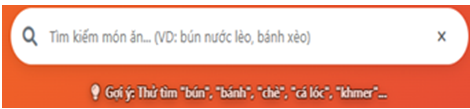 Tìm kiếm món ăn... (VD: bún nước lèo, bánh xèo) x
Gợi ý: Thử tìm "bún", "bánh", "chè", "cá lóc", "khmer"...